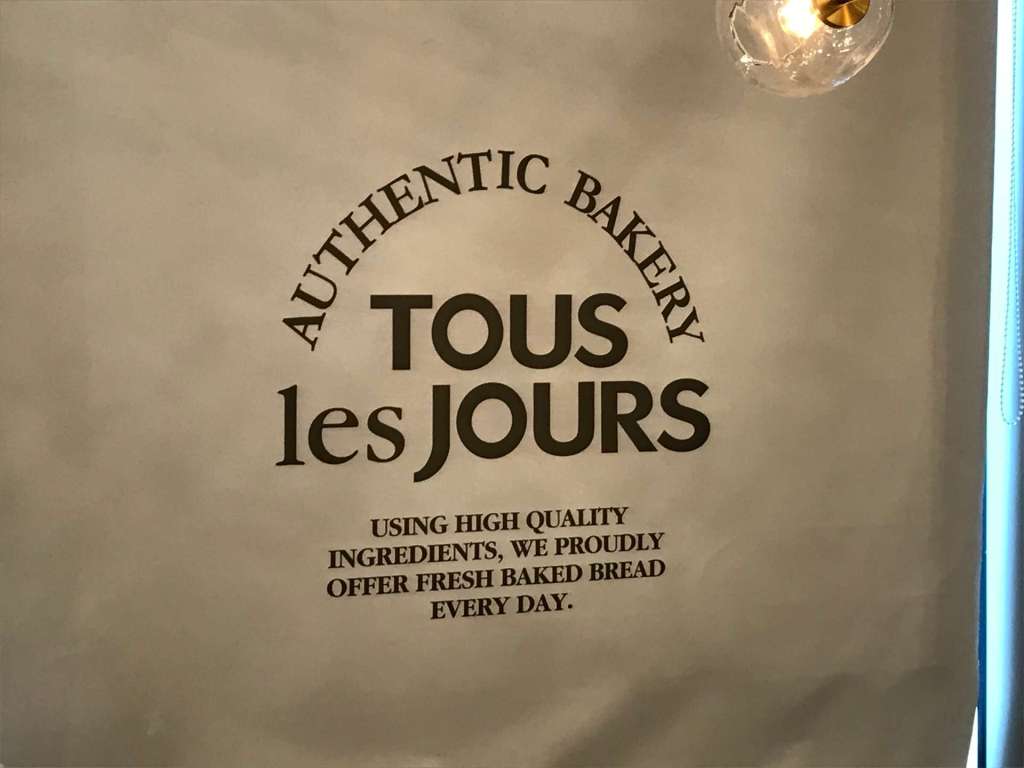 AUTHENTIC BAKERY
TOUS
les JOURS
USING HIGH QUALITY
INGREDIENTS, WE PROUDLY
OFFER FRESH BAKED BREAD
EVERY DAY.